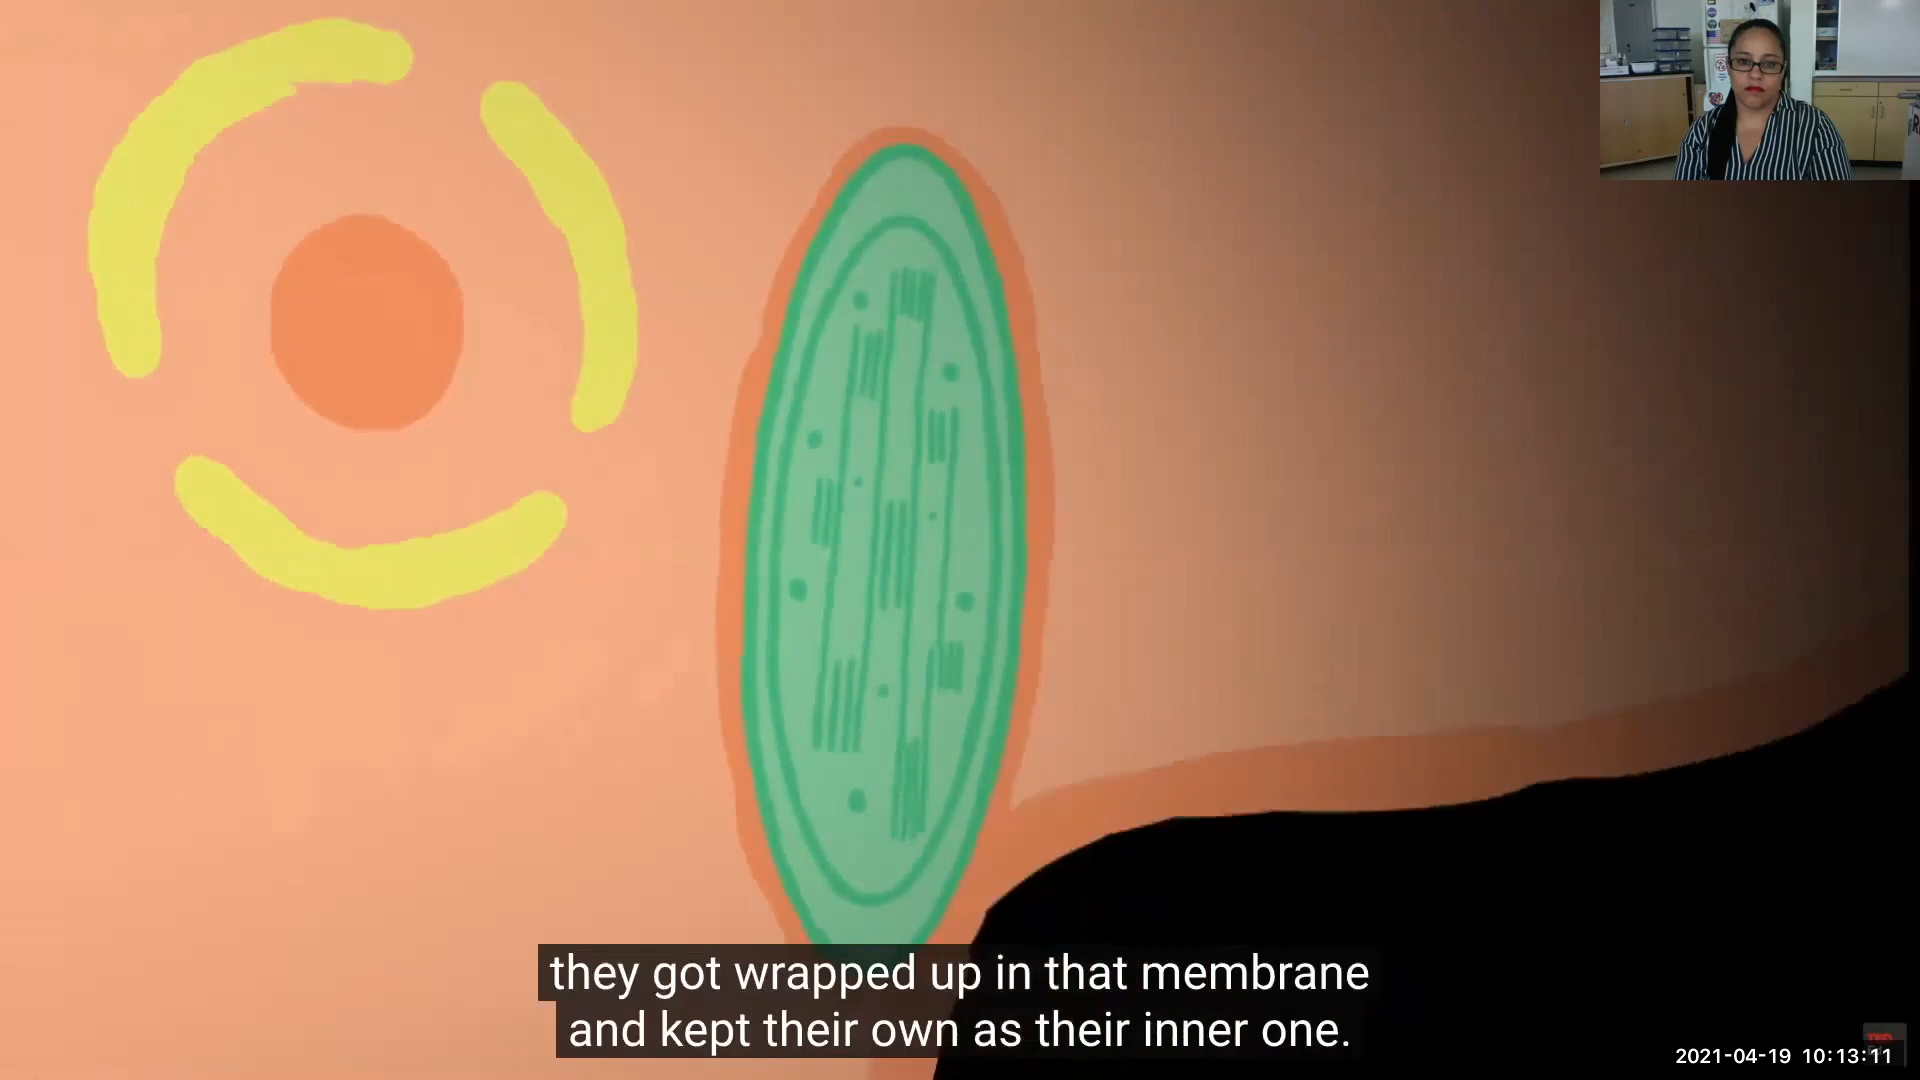 they got wrapped up in that membrane
and kept their own as their inner one.
2021-04-19 10:13:11